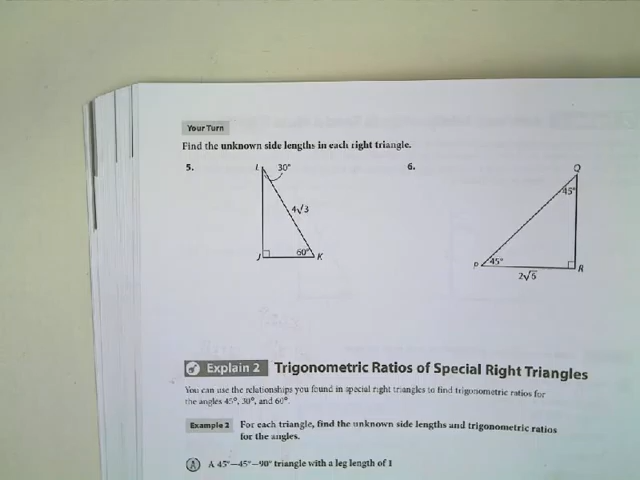 Your Turn
Find the unknown side lengths in each right triangle.
5.
L 30°
4√3
60°
J K
6.
Q
45°
P 45°
R
2√6
Explain 2 Trigonometric Ratios of Special Right Triangles
You can use the relationships you found in special right triangles to find trigonometric ratios for
the angles 45°, 30°, and 60°.
Example 2 For each triangle, find the unknown side lengths and trigonometric ratios
for the angles.
A A 45°–45°–90° triangle with a leg length of 1